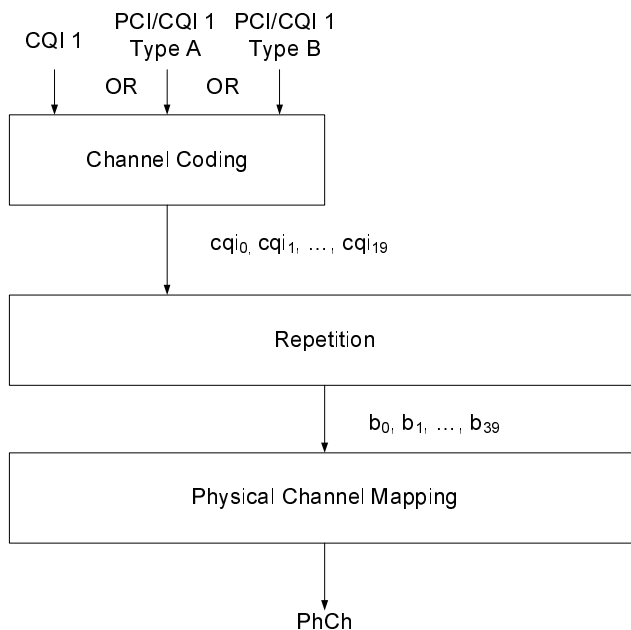 CQI 1
PCI/CQI 1
Type A
PCI/CQI 1
Type B
OR
OR
Channel Coding
cqi₀, cqi₁, …, cqi₁₉
Repetition
b₀, b₁, …, b₃₉
Physical Channel Mapping
PhCh